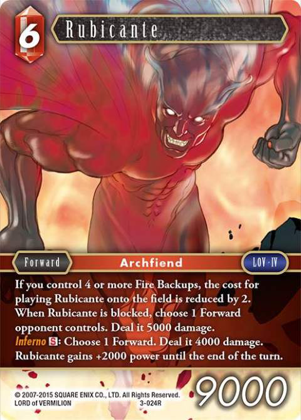 6
Rubicante
Forward
Archfiend
LOV-IV
If you control 4 or more Fire Backups, the cost for
playing Rubicante onto the field is reduced by 2.
When Rubicante is blocked, choose 1 Forward
opponent controls. Deal it 5000 damage.
Inferno S: Choose 1 Forward. Deal it 4000 damage.
Rubicante gains +2000 power until the end of the turn.
© 2007-2015 SQUARE ENIX CO., LTD. All Rights Reserved.
LORD OF VERMILION
3-024R
9000